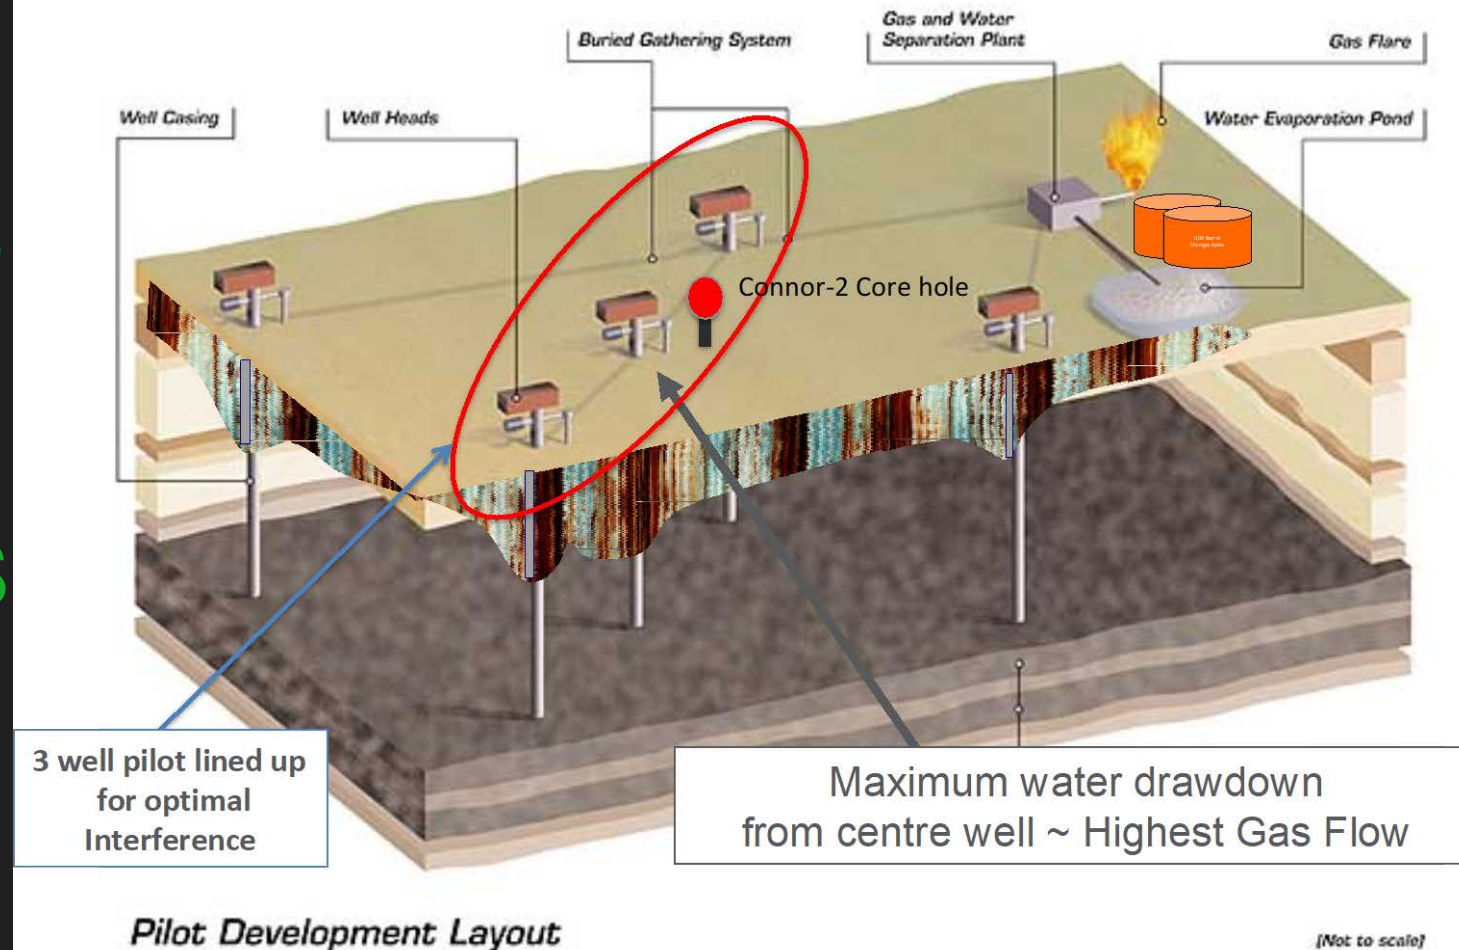 Buried Gathering System
Gas and Water
Separation Plant
Gas Flare
Well Casing
Well Heads
Water Evaporation Pond
Connor-2 Core hole
3 well pilot lined up
for optimal
Interference
Maximum water drawdown
from centre well ~ Highest Gas Flow
Pilot Development Layout
[Not to scale]